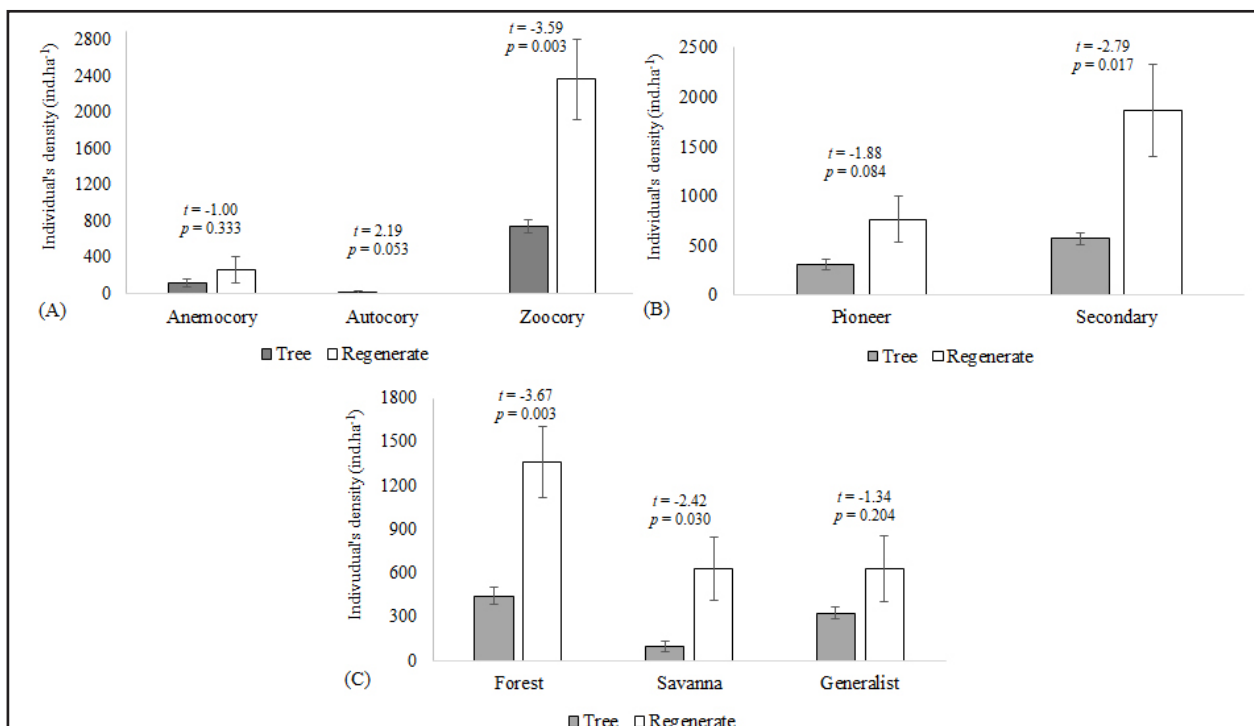 Individual's density (ind.ha⁻¹)
2800
2400
2000
1600
1200
800
400
0
t = -1.00
p = 0.333
t = 2.19
p = 0.053
t = -3.59
p = 0.003
Anemocory Autocory Zoocory
(A)
Tree Regenerate
Individual's density (ind.ha⁻¹)
2500
2000
1500
1000
500
0
t = -1.88
p = 0.084
t = -2.79
p = 0.017
Pioneer Secondary
(B)
Tree Regenerate
Indivudual's density (ind.ha⁻¹)
1800
1500
1200
900
600
300
0
t = -3.67
p = 0.003
t = -2.42
p = 0.030
t = -1.34
p = 0.204
Forest Savanna Generalist
(C)
Tree Regenerate